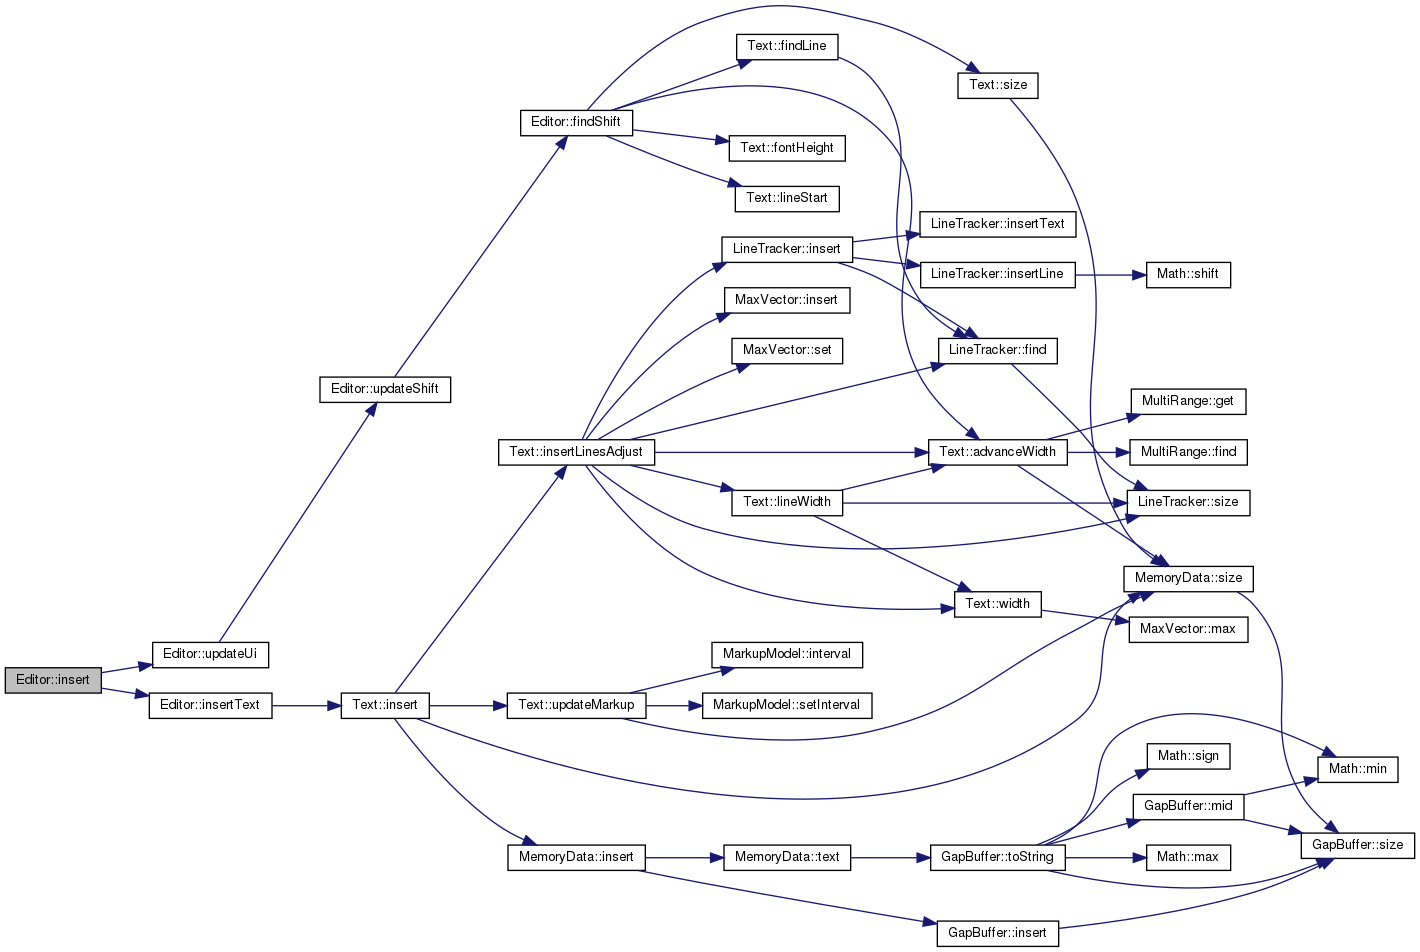 Text::findLine
Text::size
Editor::findShift
Text::fontHeight
Text::lineStart
LineTracker::insertText
LineTracker::insert
LineTracker::insertLine
Math::shift
MaxVector::insert
MaxVector::set
LineTracker::find
Editor::updateShift
MultiRange::get
Text::insertLinesAdjust
Text::advanceWidth
MultiRange::find
Text::lineWidth
LineTracker::size
MemoryData::size
Text::width
MaxVector::max
Editor::updateUi
MarkupModel::interval
Editor::insert
Editor::insertText
Text::insert
Text::updateMarkup
MarkupModel::setInterval
Math::sign
Math::min
GapBuffer::mid
GapBuffer::size
MemoryData::insert
MemoryData::text
GapBuffer::toString
Math::max
GapBuffer::insert